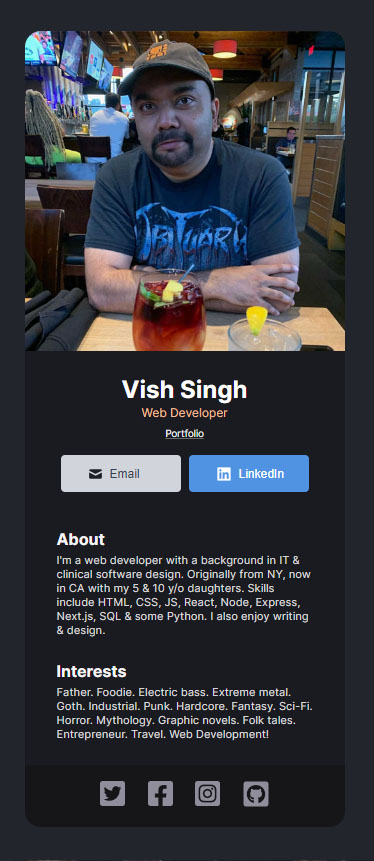 Obituary
Vish Singh
Web Developer
Portfolio
Email
LinkedIn
About
I'm a web developer with a background in IT &
clinical software design. Originally from NY, now
in CA with my 5 & 10 y/o daughters. Skills
include HTML, CSS, JS, React, Node, Express,
Next.js, SQL & some Python. I also enjoy writing
& design.
Interests
Father. Foodie. Electric bass. Extreme metal.
Goth. Industrial. Punk. Hardcore. Fantasy. Sci-Fi.
Horror. Mythology. Graphic novels. Folk tales.
Entrepreneur. Travel. Web Development!